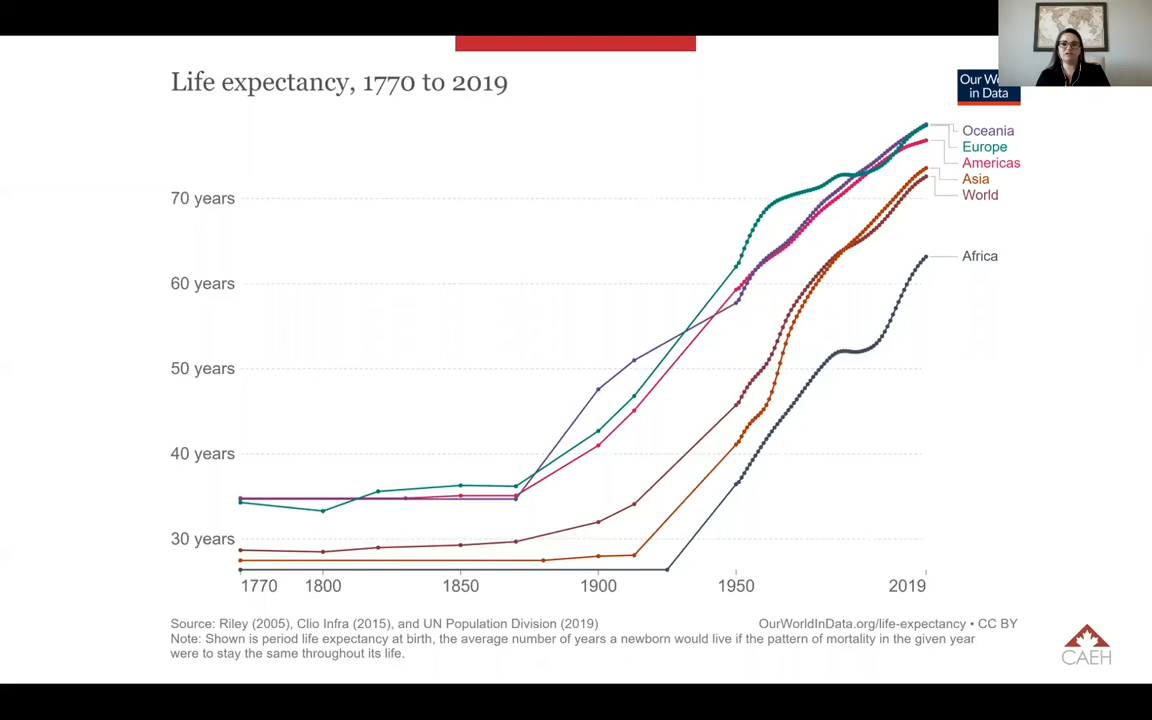 Life expectancy, 1770 to 2019
Our
in Data
Oceania
Europe
Americas
Asia
World
Africa
70 years
60 years
50 years
40 years
30 years
1770
1800
1850
1900
1950
2019
Source: Riley (2005), Clio Infra (2015), and UN Population Division (2019)
OurWorldInData.org/life-expectancy • CC BY
Note: Shown is period life expectancy at birth, the average number of years a newborn would live if the pattern of mortality in the given year
were to stay the same throughout its life.
CAEH